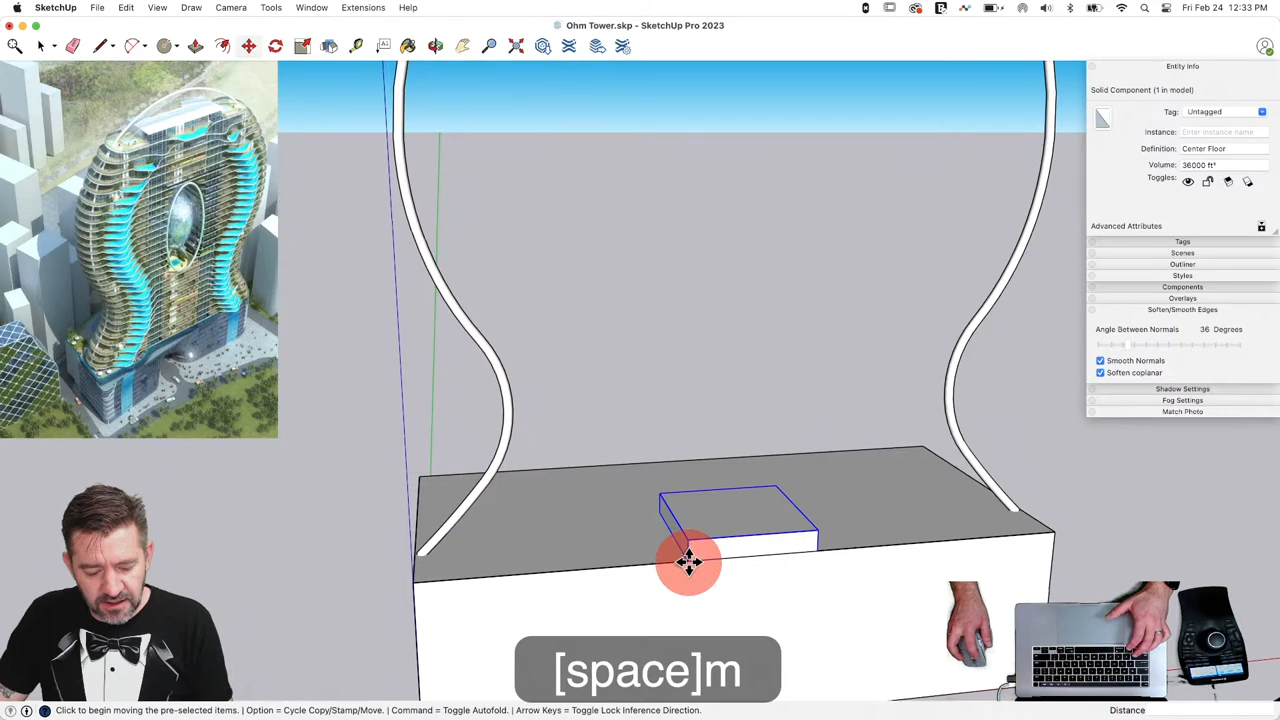 SketchUp File Edit View Draw Camera Tools Window Extensions Help
Fri Feb 24 12:33 PM
Ohm Tower.skp - SketchUp Pro 2023
Entity Info
Solid Component (1 in model)
Tag: Untagged
Instance: Enter instance name
Definition: Center Floor
Volume: 36000 ft³
Toggles:
Advanced Attributes
Tags
Scenes
Outliner
Styles
Components
Overlays
Soften/Smooth Edges
Angle Between Normals 36 Degrees
Smooth Normals
Soften coplanar
Shadow Settings
Fog Settings
Match Photo
[space]m
Click to begin moving the pre-selected items. | Option = Cycle Copy/Stamp/Move. | Command = Toggle Autofold. | Arrow Keys = Toggle Lock Inference Direction.
Distance